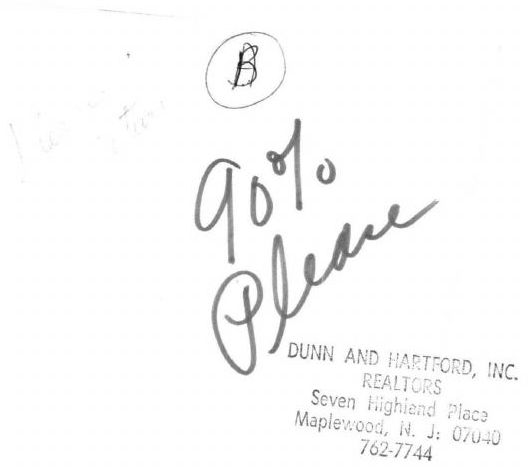 B
90%
Please
DUNN AND HARTFORD, INC.
REALTORS
Seven Highland Place
Maplewood, N. J. 07040
762-7744